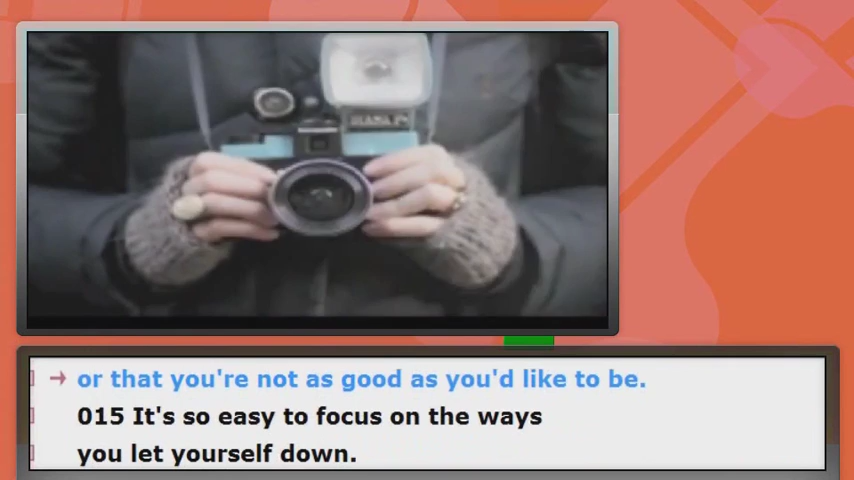 → or that you're not as good as you'd like to be.
015 It's so easy to focus on the ways
you let yourself down.